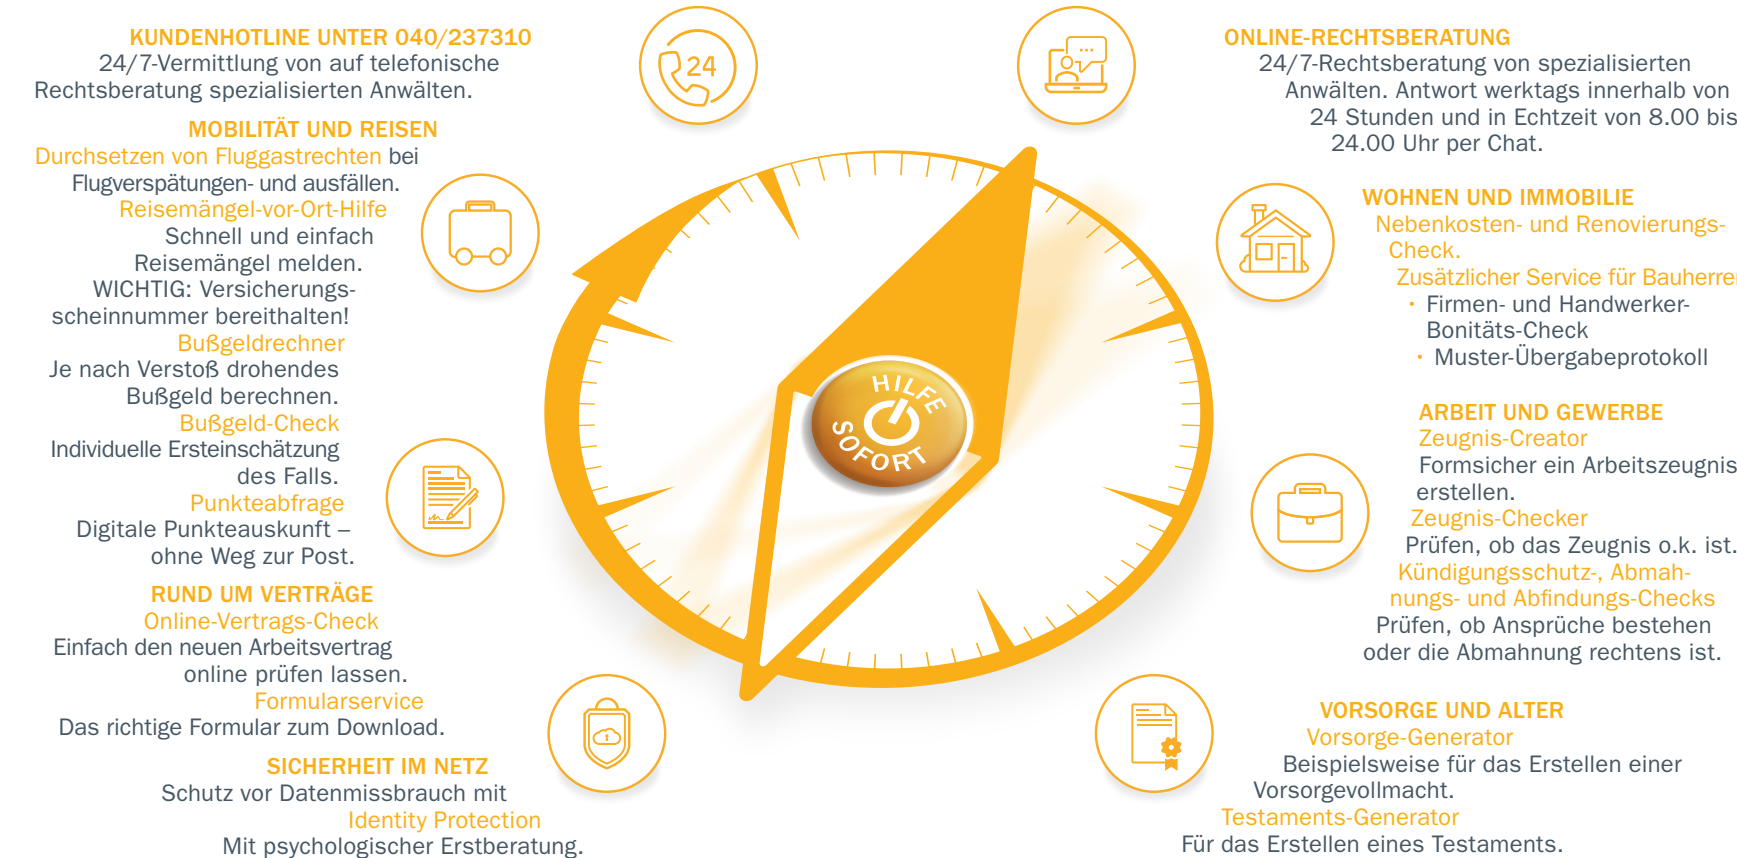 KUNDENHOTLINE UNTER 040/237310
24/7-Vermittlung von auf telefonische
Rechtsberatung spezialisierten Anwälten.
MOBILITÄT UND REISEN
Durchsetzen von Fluggastrechten bei
Flugverspätungen- und ausfällen.
Reisemängel-vor-Ort-Hilfe
Schnell und einfach
Reisemängel melden.
WICHTIG: Versicherungs-
scheinnummer bereithalten!
Bußgeldrechner
Je nach Verstoß drohendes
Bußgeld berechnen.
Bußgeld-Check
Individuelle Ersteinschätzung
des Falls.
Punkteabfrage
Digitale Punkteauskunft –
ohne Weg zur Post.
RUND UM VERTRÄGE
Online-Vertrags-Check
Einfach den neuen Arbeitsvertrag
online prüfen lassen.
Formularservice
Das richtige Formular zum Download.
SICHERHEIT IM NETZ
Schutz vor Datenmissbrauch mit
Identity Protection
Mit psychologischer Erstberatung.
24
HILFE
SOFORT
ONLINE-RECHTSBERATUNG
24/7-Rechtsberatung von spezialisierten
Anwälten. Antwort werktags innerhalb von
24 Stunden und in Echtzeit von 8.00 bis
24.00 Uhr per Chat.
WOHNEN UND IMMOBILIE
Nebenkosten- und Renovierungs-
Check.
Zusätzlicher Service für
· Firmen- und Handwerker-
Bonitäts-Check
· Muster-Übergabeprotokoll
ARBEIT UND GEWERBE
Zeugnis-Creator
Formsicher ein Arbeitszeugnis
erstellen.
Zeugnis-Checker
Prüfen, ob das Zeugnis o.k. ist.
Kündigungsschutz-, Abmah-
nungs- und Abfindungs-Checks
Prüfen, ob Ansprüche bestehen
oder die Abmahnung rechtens ist.
VORSORGE UND ALTER
Vorsorge-Generator
Beispielsweise für das Erstellen einer
Vorsorgevollmacht.
Testaments-Generator
Für das Erstellen eines Testaments.